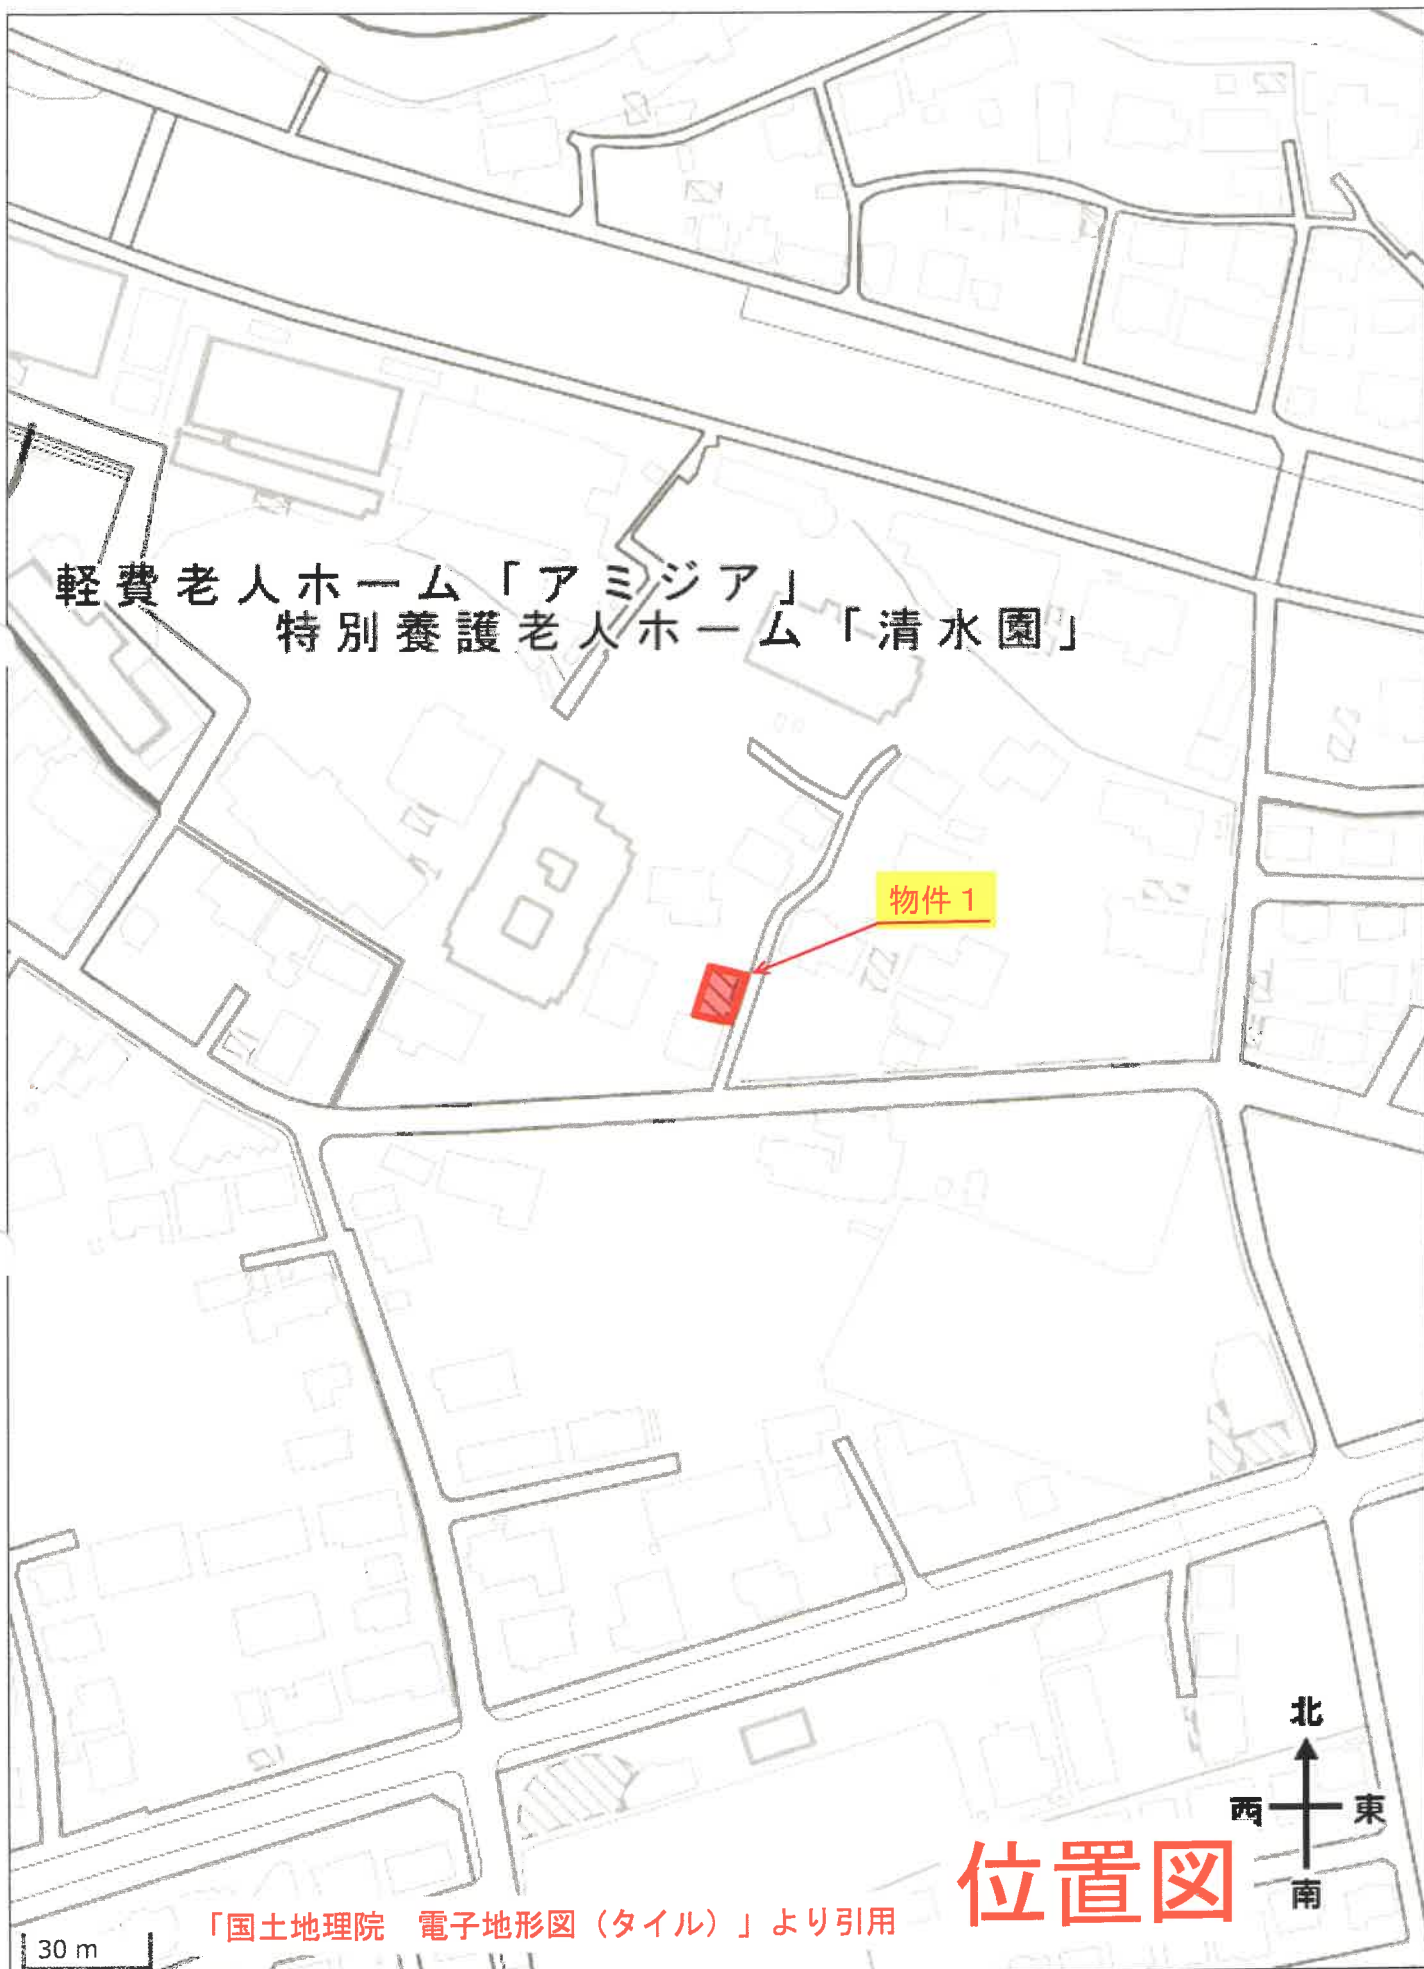 軽費老人ホーム「アミジア」
特別養護老人ホーム「清水園」
物件1
北
西 東
南
位置図
「国土地理院　電子地形図（タイル）」より引用
30 m